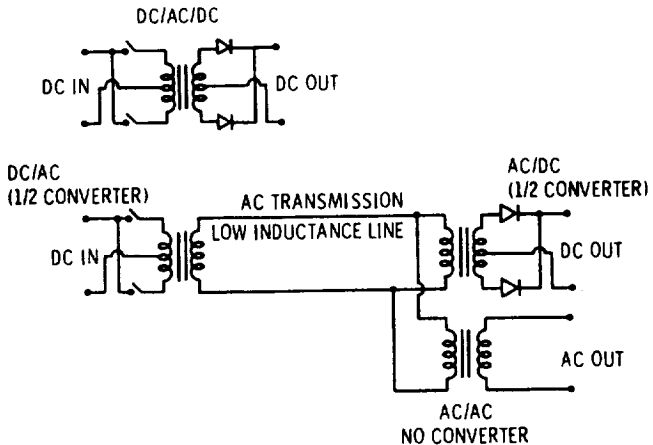 DC/AC/DC
DC IN
DC OUT
DC/AC
(1/2 CONVERTER)
AC/DC
(1/2 CONVERTER)
AC TRANSMISSION
LOW INDUCTANCE LINE
DC IN
DC OUT
AC OUT
AC/AC
NO CONVERTER